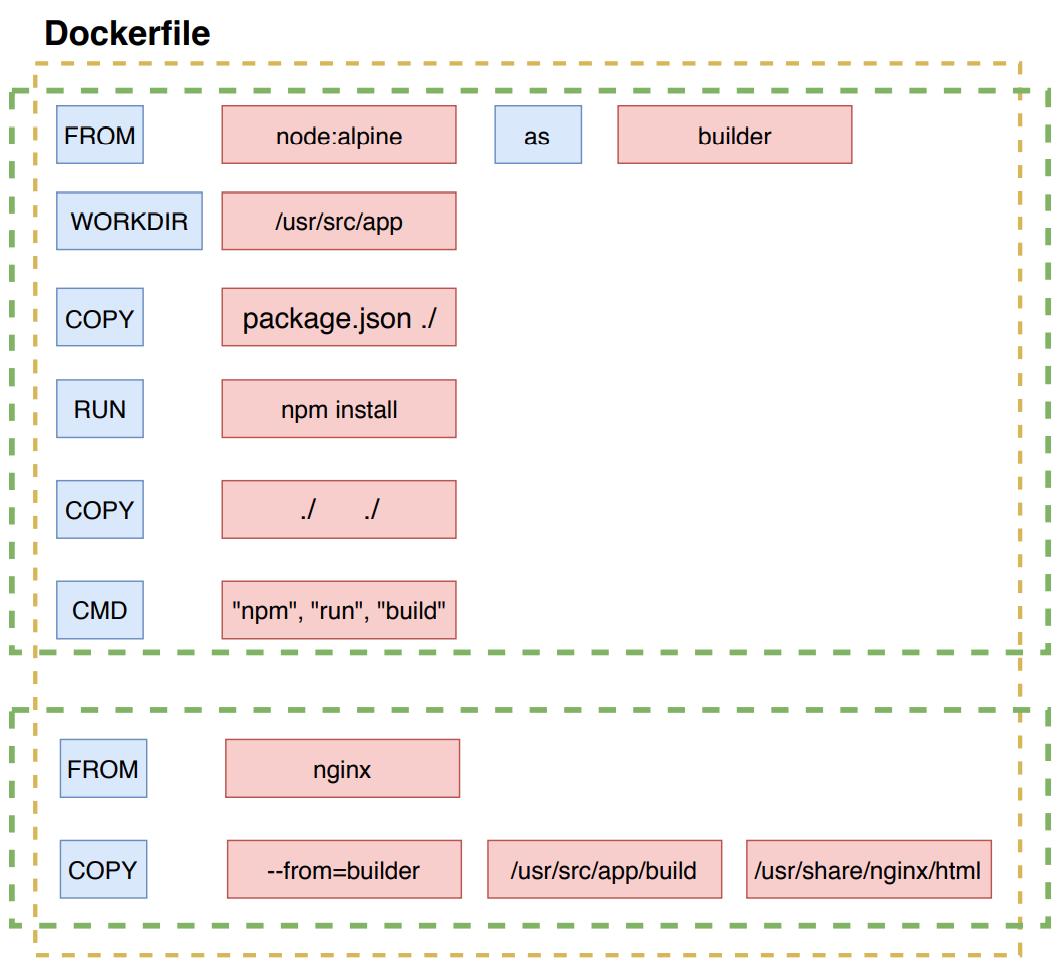 Dockerfile
FROM node:alpine as builder
WORKDIR /usr/src/app
COPY package.json ./
RUN npm install
COPY ./ ./
CMD "npm", "run", "build"
FROM nginx
COPY --from=builder /usr/src/app/build /usr/share/nginx/html